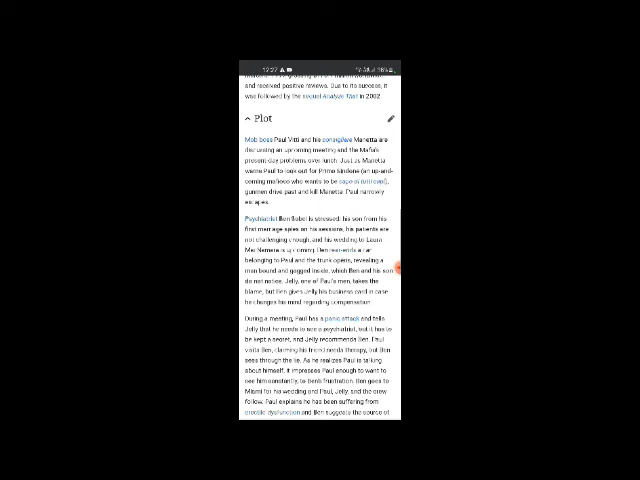 12:27
and received positive reviews. Due to its success, it
was followed by the sequel Analyze That in 2002
Plot
Mob boss Paul Vitti and his consigliere Manetta are
discussing an upcoming meeting and the Mafia's
present-day problems over lunch. Just as Manetta
warns Paul to look out for Primo Sindone (an up-and-
coming mafioso who wants to be capo di tutti capi),
gunmen drive past and kill Manetta. Paul narrowly
escapes.
Psychiatrist Ben Sobel is stressed: his son from his
first marriage spies on his sessions, his patients are
not challenging enough, and his wedding to Laura
MacNamara is upcoming. Ben rear-ends a car
belonging to Paul and the trunk opens, revealing a
man bound and gagged inside, which Ben and his son
do not notice. Jelly, one of Paul's men, takes the
blame, but Ben gives Jelly his business card in case
he changes his mind regarding compensation.
During a meeting, Paul has a panic attack and tells
Jelly that he needs to see a psychiatrist, but it has to
be kept a secret, and Jelly recommends Ben. Paul
visits Ben, claiming his friend needs therapy, but Ben
sees through the lie. As he realizes Paul is talking
about himself, it impresses Paul enough to want to
see him constantly, to Ben's frustration. Ben goes to
Miami for his wedding and Paul, Jelly, and the crew
follow. Paul explains he has been suffering from
erectile dysfunction and Ben suggests the source of